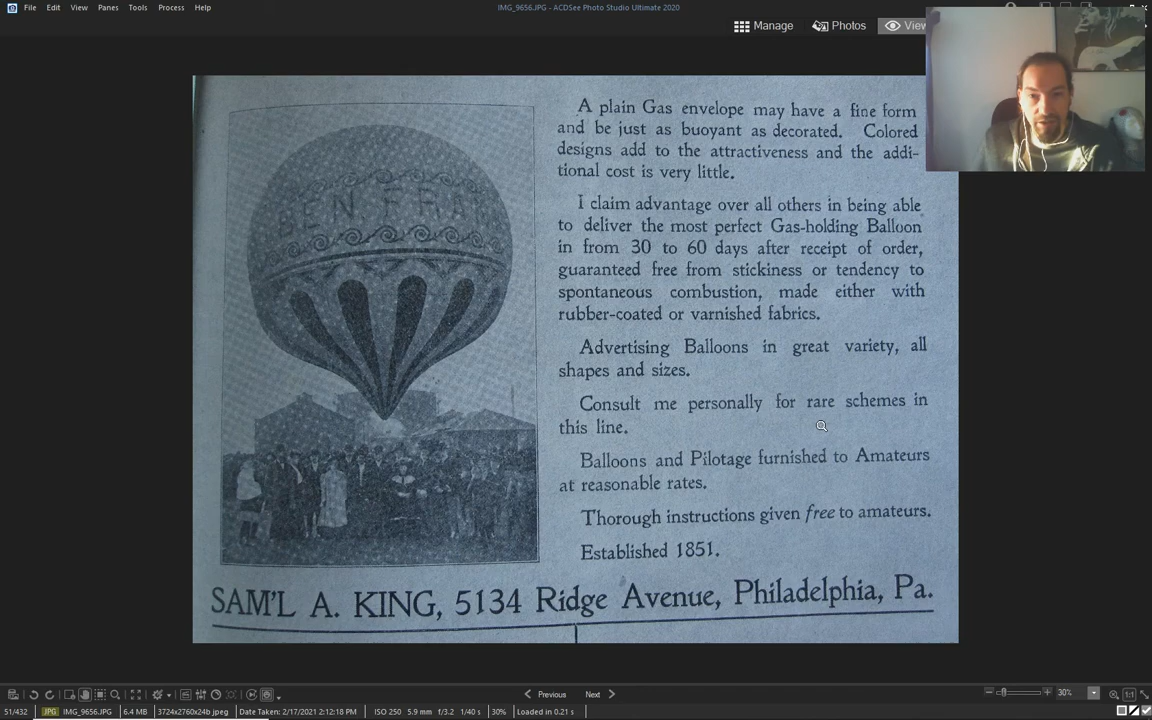 File Edit View Panes Tools Process Help
IMG_9656.JPG - ACDSee Photo Studio Ultimate 2020
Manage Photos View
BEN. FRAN
A plain Gas envelope may have a fine form
and be just as buoyant as decorated. Colored
designs add to the attractiveness and the addi-
tional cost is very little.
I claim advantage over all others in being able
to deliver the most perfect Gas-holding Balloon
in from 30 to 60 days after receipt of order,
guaranteed free from stickiness or tendency to
spontaneous combustion, made either with
rubber-coated or varnished fabrics.
Advertising Balloons in great variety, all
shapes and sizes.
Consult me personally for rare schemes in
this line.
Balloons and Pilotage furnished to Amateurs
at reasonable rates.
Thorough instructions given free to amateurs.
Established 1851.
SAM'L A. KING, 5134 Ridge Avenue, Philadelphia, Pa.
Previous Next
30%
1:1
51/432 JPG IMG_9656.JPG 6.4 MB 3724x2760x24b jpeg Date Taken: 2/17/2021 2:12:18 PM ISO 250 5.9 mm f/3.2 1/40 s 30% Loaded in 0.21 s